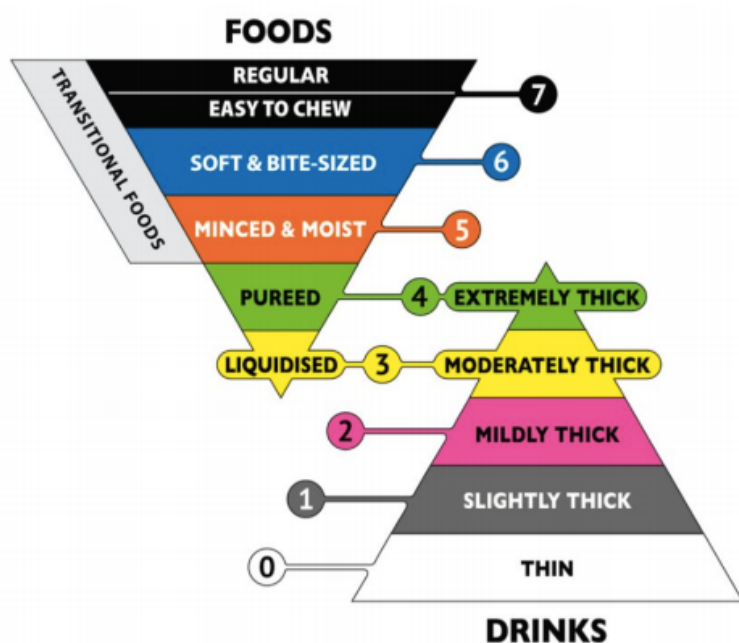 FOODS
TRANSITIONAL FOODS
REGULAR
EASY TO CHEW
7
SOFT & BITE-SIZED
6
MINCED & MOIST
5
PUREED
4
EXTREMELY THICK
LIQUIDISED
3
MODERATELY THICK
2
MILDLY THICK
1
SLIGHTLY THICK
0
THIN
DRINKS